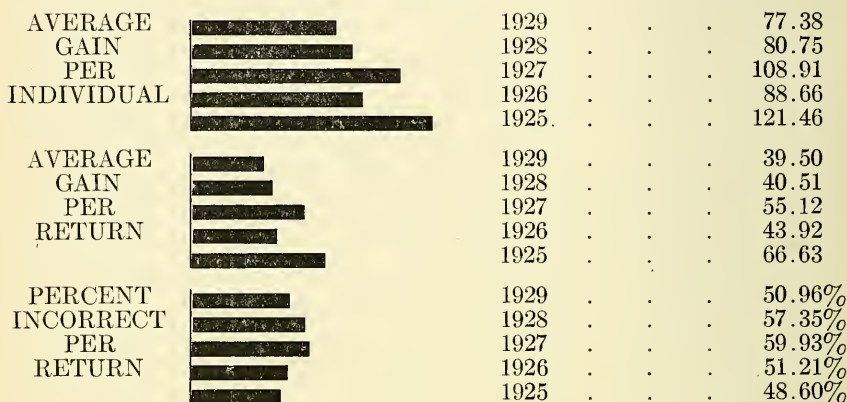 AVERAGE 1929 . . . 77.38
GAIN 1928 . . . 80.75
PER 1927 . . . 108.91
INDIVIDUAL 1926 . . . 88.66
1925. . . . 121.46
AVERAGE 1929 . . . 39.50
GAIN 1928 . . . 40.51
PER 1927 . . . 55.12
RETURN 1926 . . . 43.92
1925 . . . 66.63
PERCENT 1929 . . . 50.96%
INCORRECT 1928 . . . 57.35%
PER 1927 . . . 59.93%
RETURN 1926 . . . 51.21%
1925 . . . 48.60%